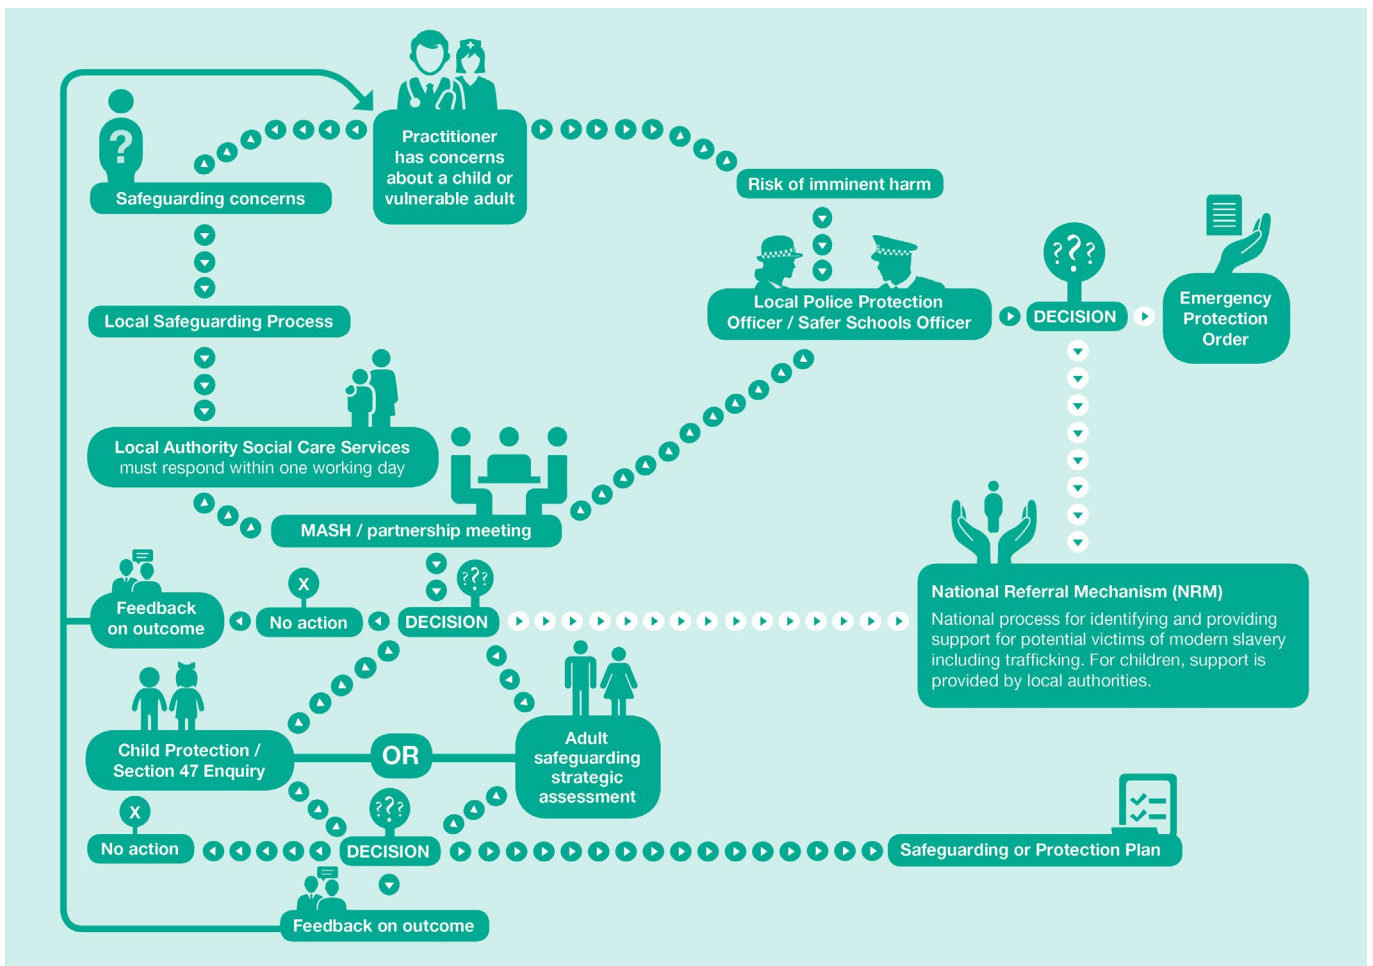 Practitioner
has concerns
about a child or
vulnerable adult
?
Safeguarding concerns
Risk of imminent harm
Local Safeguarding Process
Local Police Protection
Officer / Safer Schools Officer
???
DECISION
Emergency
Protection
Order
Local Authority Social Care Services
must respond within one working day
MASH / partnership meeting
Feedback
on outcome
X
No action
???
DECISION
National Referral Mechanism (NRM)
National process for identifying and providing
support for potential victims of modern slavery
including trafficking. For children, support is
provided by local authorities.
Child Protection /
Section 47 Enquiry
OR
Adult
safeguarding
strategic
assessment
X
No action
???
DECISION
Safeguarding or Protection Plan
Feedback on outcome